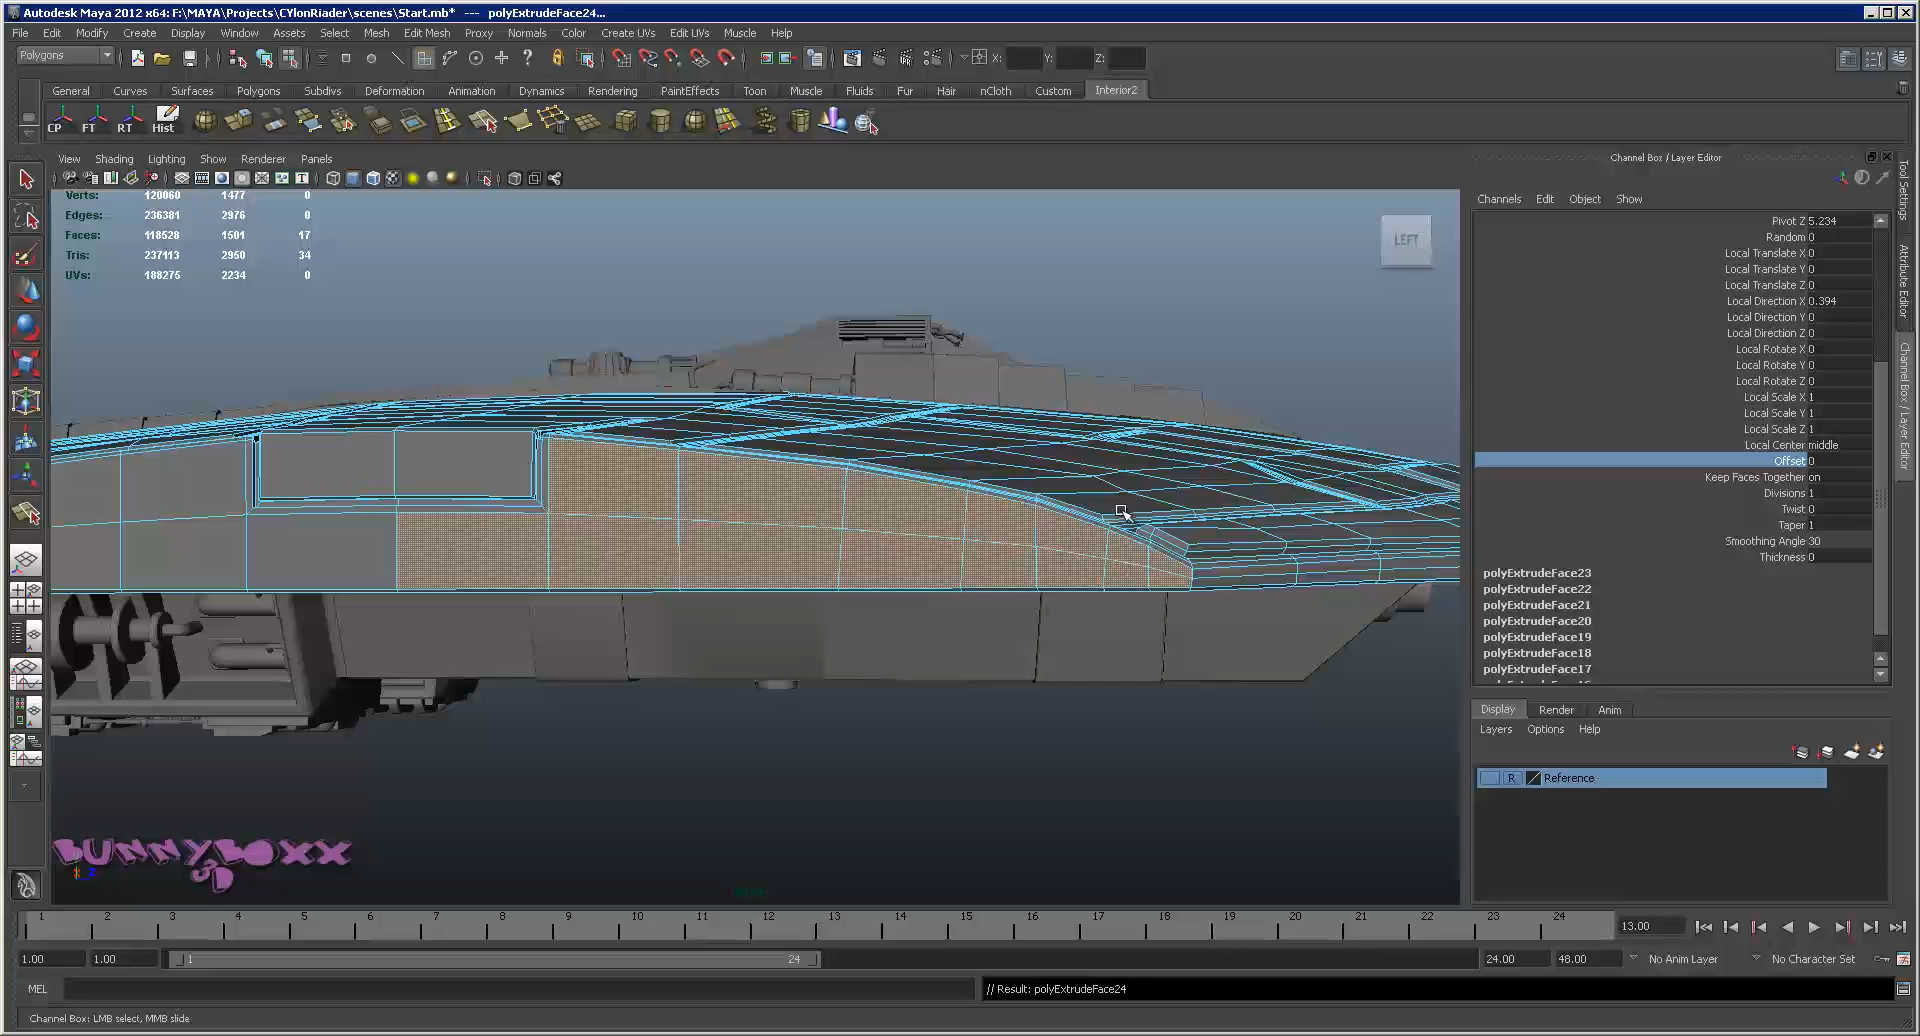 Autodesk Maya 2012 x64: F:\MAYA\Projects\CYlonRiader\scenes\Start.mb* --- polyExtrudeFace24...
File Edit Modify Create Display Window Assets Select Mesh Edit Mesh Proxy Normals Color Create UVs Edit UVs Muscle Help
Polygons X: Y: Z:
General Curves Surfaces Polygons Subdivs Deformation Animation Dynamics Rendering PaintEffects Toon Muscle Fluids Fur Hair nCloth Custom Interior2
CP FT RT Hist
View Shading Lighting Show Renderer Panels
Verts: 120060 1477 0
Edges: 236381 2976 0
Faces: 118528 1501 17
Tris: 237113 2950 34
UVs: 188275 2234 0
LEFT
BUNNYBOXX
3D
Channel Box / Layer Editor
Channels Edit Object Show
Pivot Z 5.234
Random 0
Local Translate X 0
Local Translate Y 0
Local Translate Z 0
Local Direction X 0.394
Local Direction Y 0
Local Direction Z 0
Local Rotate X 0
Local Rotate Y 0
Local Rotate Z 0
Local Scale X 1
Local Scale Y 1
Local Scale Z 1
Local Center middle
Offset 0
Keep Faces Together on
Divisions 1
Twist 0
Taper 1
Smoothing Angle 30
Thickness 0
polyExtrudeFace23
polyExtrudeFace22
polyExtrudeFace21
polyExtrudeFace20
polyExtrudeFace19
polyExtrudeFace18
polyExtrudeFace17
Tool Settings
Attribute Editor
Channel Box / Layer Editor
Display Render Anim
Layers Options Help
R Reference
1 2 3 4 5 6 7 8 9 10 11 12 13 14 15 16 17 18 19 20 21 22 23 24 13.00
1.00 1.00 1 24 24.00 48.00 No Anim Layer No Character Set
MEL // Result: polyExtrudeFace24
Channel Box: LMB select, MMB slide